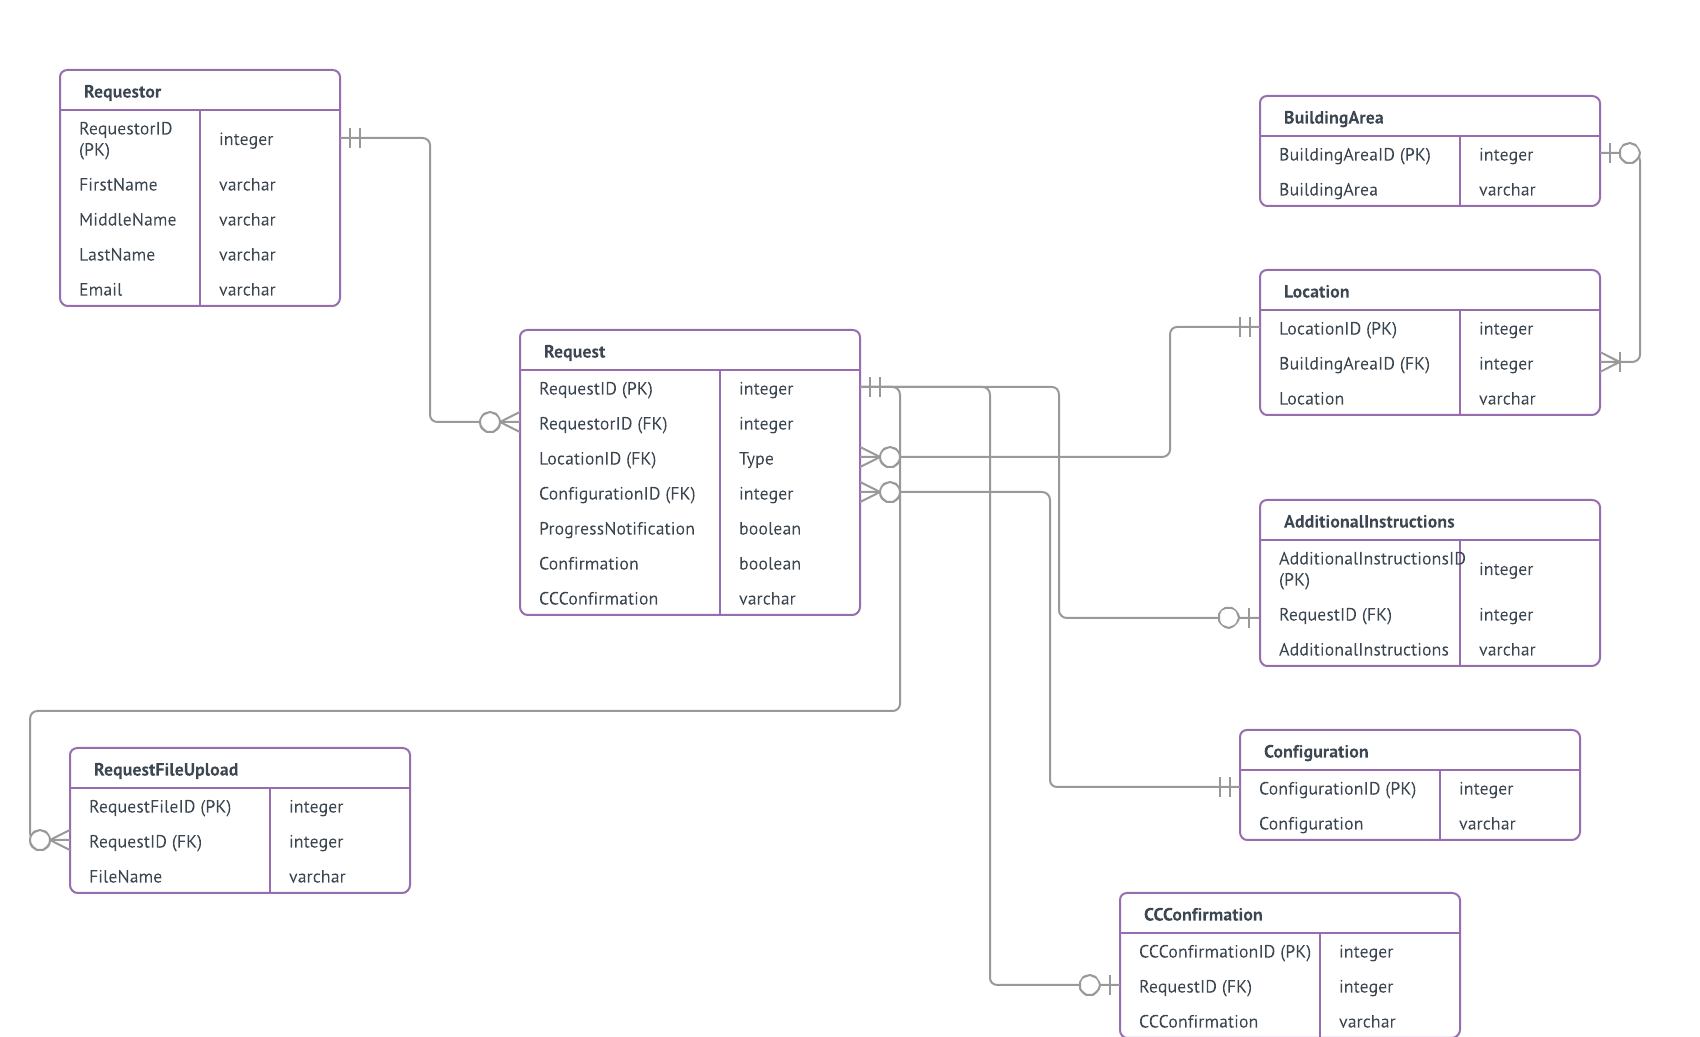 Requestor
RequestorID
(PK)
integer
FirstName
varchar
MiddleName
varchar
LastName
varchar
Email
varchar
Request
RequestID (PK)
integer
RequestorID (FK)
integer
LocationID (FK)
Type
ConfigurationID (FK)
integer
ProgressNotification
boolean
Confirmation
boolean
CCConfirmation
varchar
RequestFileUpload
RequestFileID (PK)
integer
RequestID (FK)
integer
FileName
varchar
BuildingArea
BuildingAreaID (PK)
integer
BuildingArea
varchar
Location
LocationID (PK)
integer
BuildingAreaID (FK)
integer
Location
varchar
AdditionalInstructions
AdditionalInstructionsID
(PK)
integer
RequestID (FK)
integer
AdditionalInstructions
varchar
Configuration
ConfigurationID (PK)
integer
Configuration
varchar
CCConfirmation
CCConfirmationID (PK)
integer
RequestID (FK)
integer
CCConfirmation
varchar